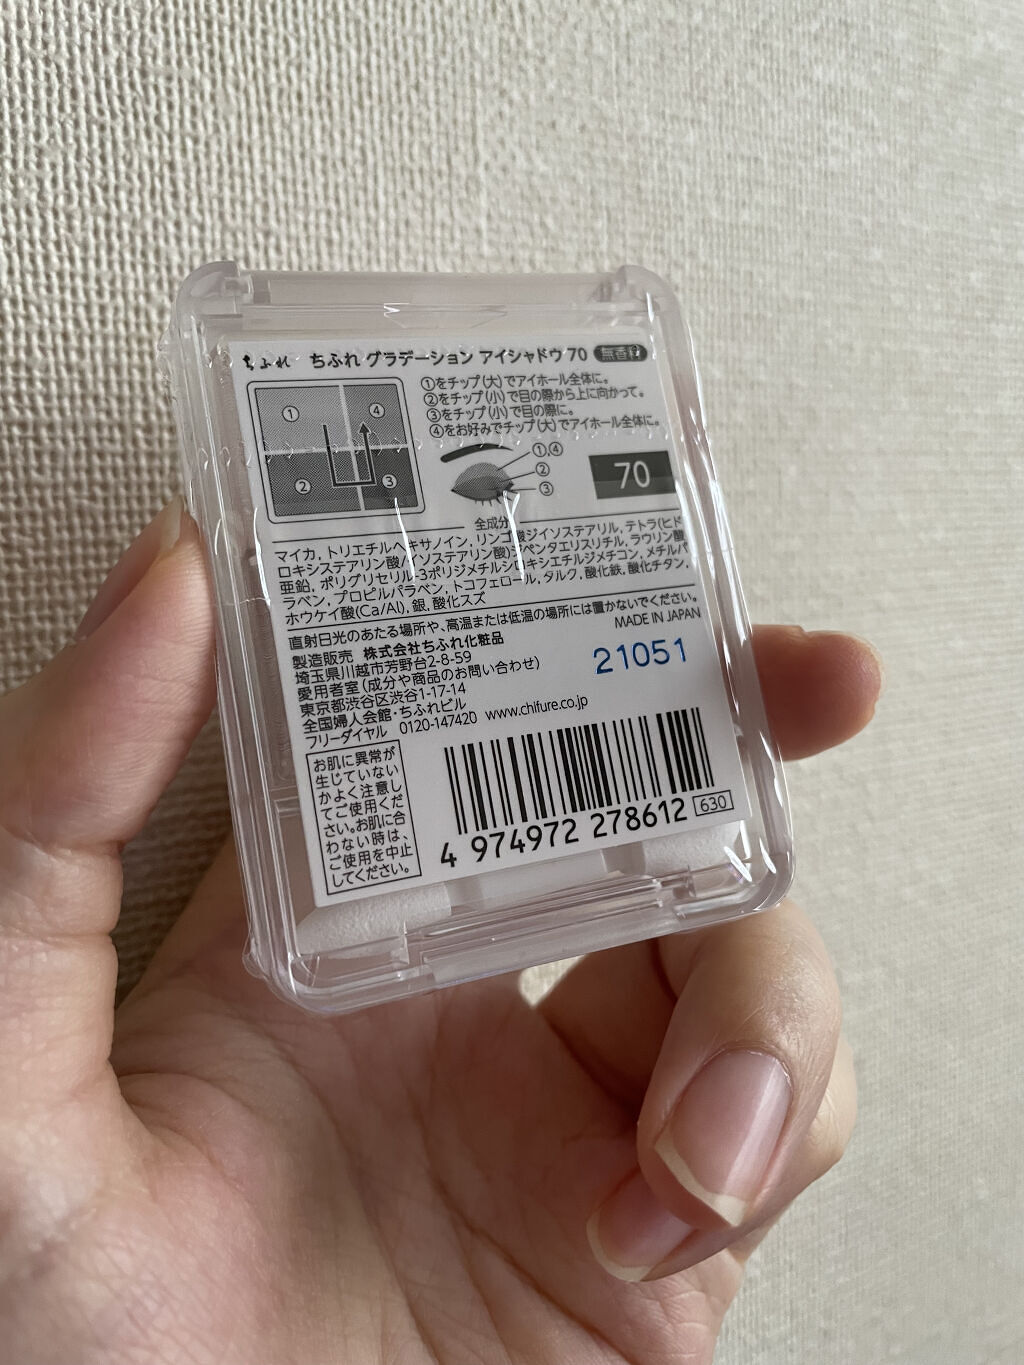 ちふれ ちふれ グラデーション アイシャドウ 70 無香料
① ④
② ③
①をチップ(大)でアイホール全体に。
②をチップ(小)で目の際から上に向かって。
③をチップ(小)で目の際に。
④をお好みでチップ(大)でアイホール全体に。
①,④
②
③
70
全成分
マイカ, トリエチルヘキサノイン, リンゴ酸ジイソステアリル, テトラ(ヒド
ロキシステアリン酸/イソステアリン酸)ジペンタエリスリチル, ラウリン酸
亜鉛, ポリグリセリル-3ポリジメチルシロキシエチルジメチコン, メチルパ
ラベン, プロピルパラベン, トコフェロール, タルク, 酸化鉄, 酸化チタン,
ホウケイ酸(Ca/Al), 銀, 酸化スズ
直射日光のあたる場所や、高温または低温の場所には置かないでください。
MADE IN JAPAN
製造販売 株式会社ちふれ化粧品
埼玉県川越市芳野台2-8-59
愛用者室(成分や商品のお問い合わせ)
東京都渋谷区渋谷1-17-14
全国婦人会館・ちふれビル
フリーダイヤル 0120-147420 www.chifure.co.jp
21051
お肌に異常が
生じていない
かよく注意し
てご使用くだ
さい。お肌に合
わない時は、
ご使用を中止
してください。
4 974972 278612 630